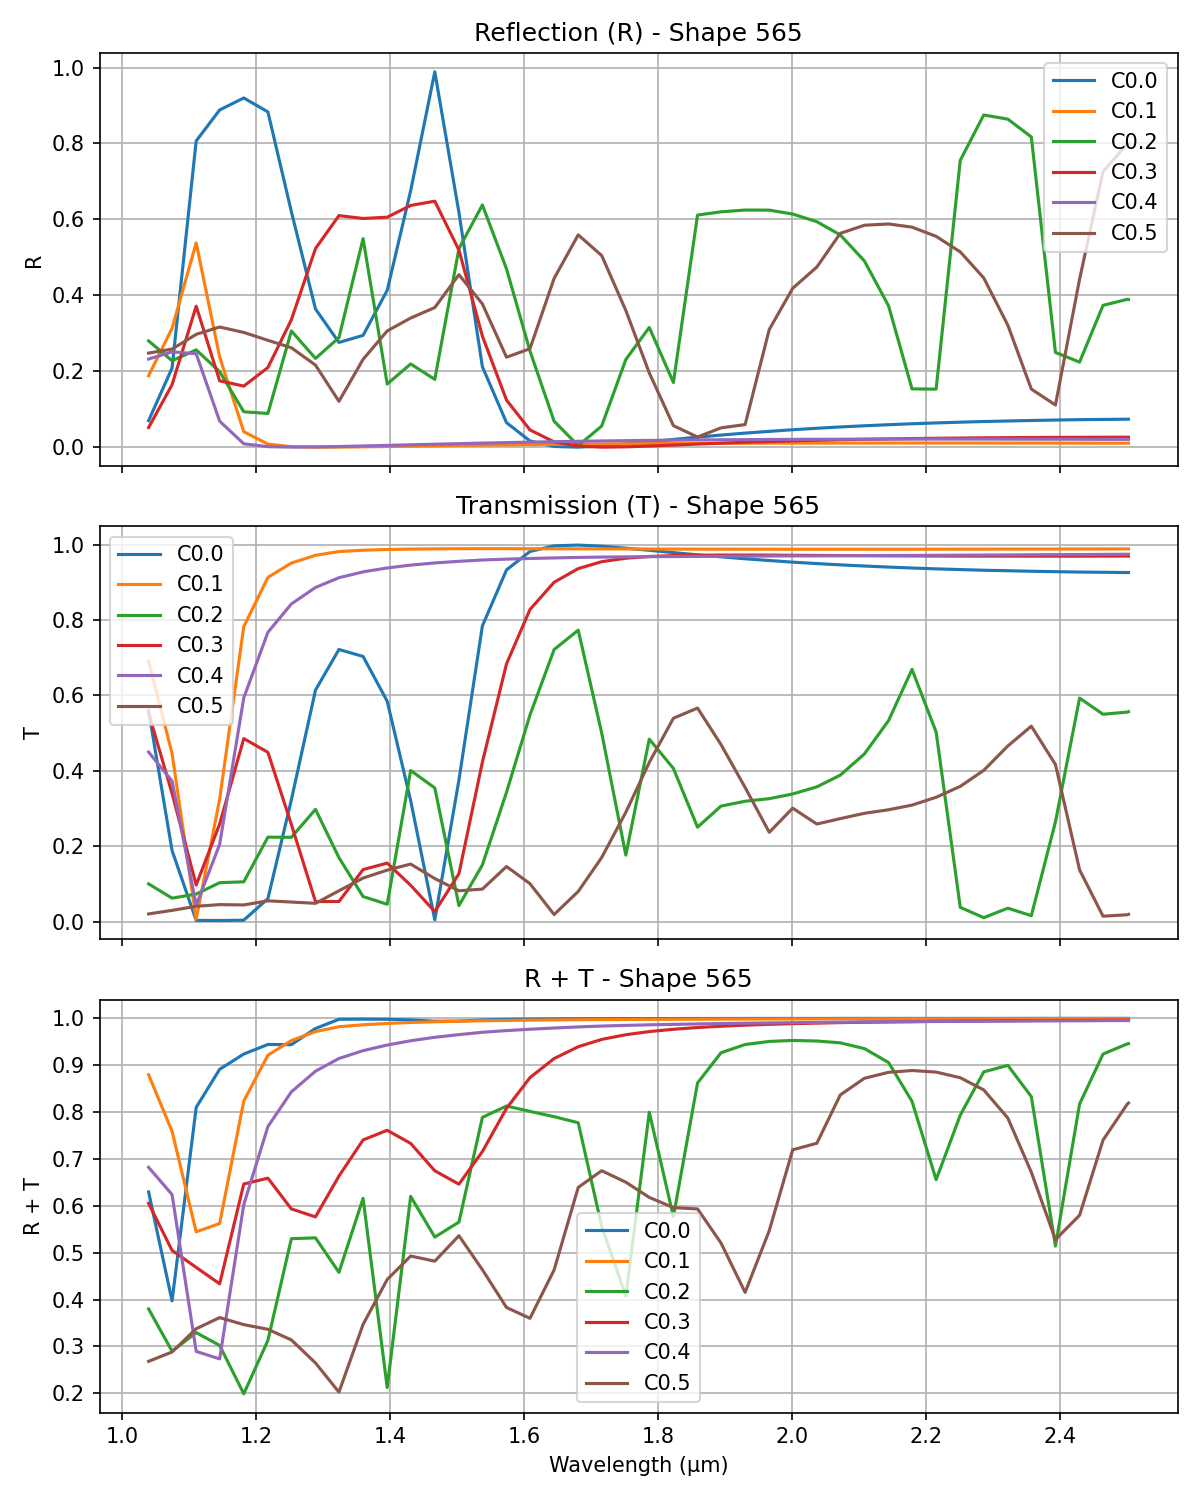 Reflection (R) - Shape 565
1.0
0.8
0.6
0.4
0.2
0.0
R
C0.0
C0.1
C0.2
C0.3
C0.4
C0.5
Transmission (T) - Shape 565
1.0
0.8
0.6
0.4
0.2
0.0
T
C0.0
C0.1
C0.2
C0.3
C0.4
C0.5
R + T - Shape 565
1.0
0.9
0.8
0.7
0.6
0.5
0.4
0.3
0.2
R + T
C0.0
C0.1
C0.2
C0.3
C0.4
C0.5
1.0 1.2 1.4 1.6 1.8 2.0 2.2 2.4
Wavelength (μm)